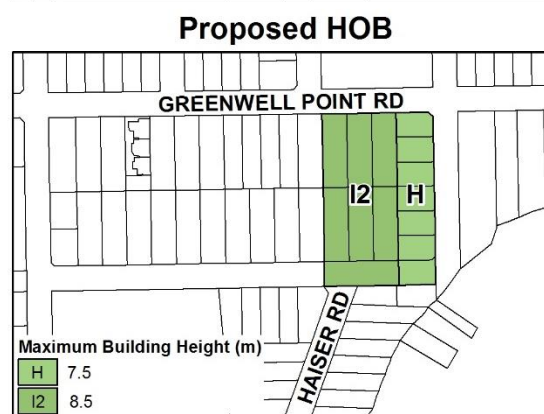 Proposed HOB
GREENWELL POINT RD
I2 H
HAISER RD
Maximum Building Height (m)
H 7.5
I2 8.5